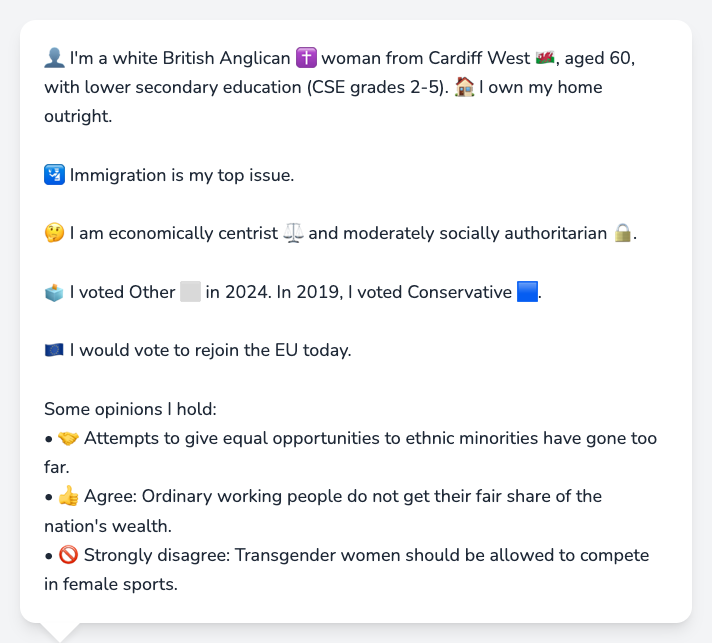 👤 I'm a white British Anglican ✝️ woman from Cardiff West 🏴󠁧󠁢󠁷󠁬󠁳󠁿, aged 60,
with lower secondary education (CSE grades 2-5). 🏠 I own my home
outright.
🛂 Immigration is my top issue.
🤔 I am economically centrist ⚖️ and moderately socially authoritarian 🔒.
🗳️ I voted Other ⬜ in 2024. In 2019, I voted Conservative 🟦.
🇪🇺 I would vote to rejoin the EU today.
Some opinions I hold:
• 🤝 Attempts to give equal opportunities to ethnic minorities have gone too
far.
• 👍 Agree: Ordinary working people do not get their fair share of the
nation's wealth.
• 🚫 Strongly disagree: Transgender women should be allowed to compete
in female sports.